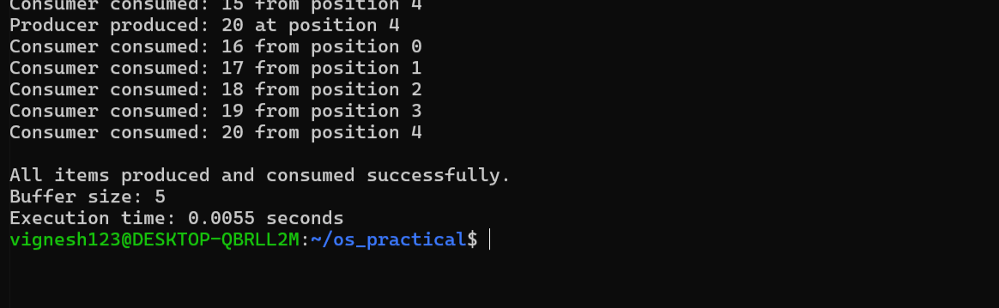 Consumer consumed: 15 from position 4
Producer produced: 20 at position 4
Consumer consumed: 16 from position 0
Consumer consumed: 17 from position 1
Consumer consumed: 18 from position 2
Consumer consumed: 19 from position 3
Consumer consumed: 20 from position 4
All items produced and consumed successfully.
Buffer size: 5
Execution time: 0.0055 seconds
vignesh123@DESKTOP-QBRLL2M:~/os_practical$